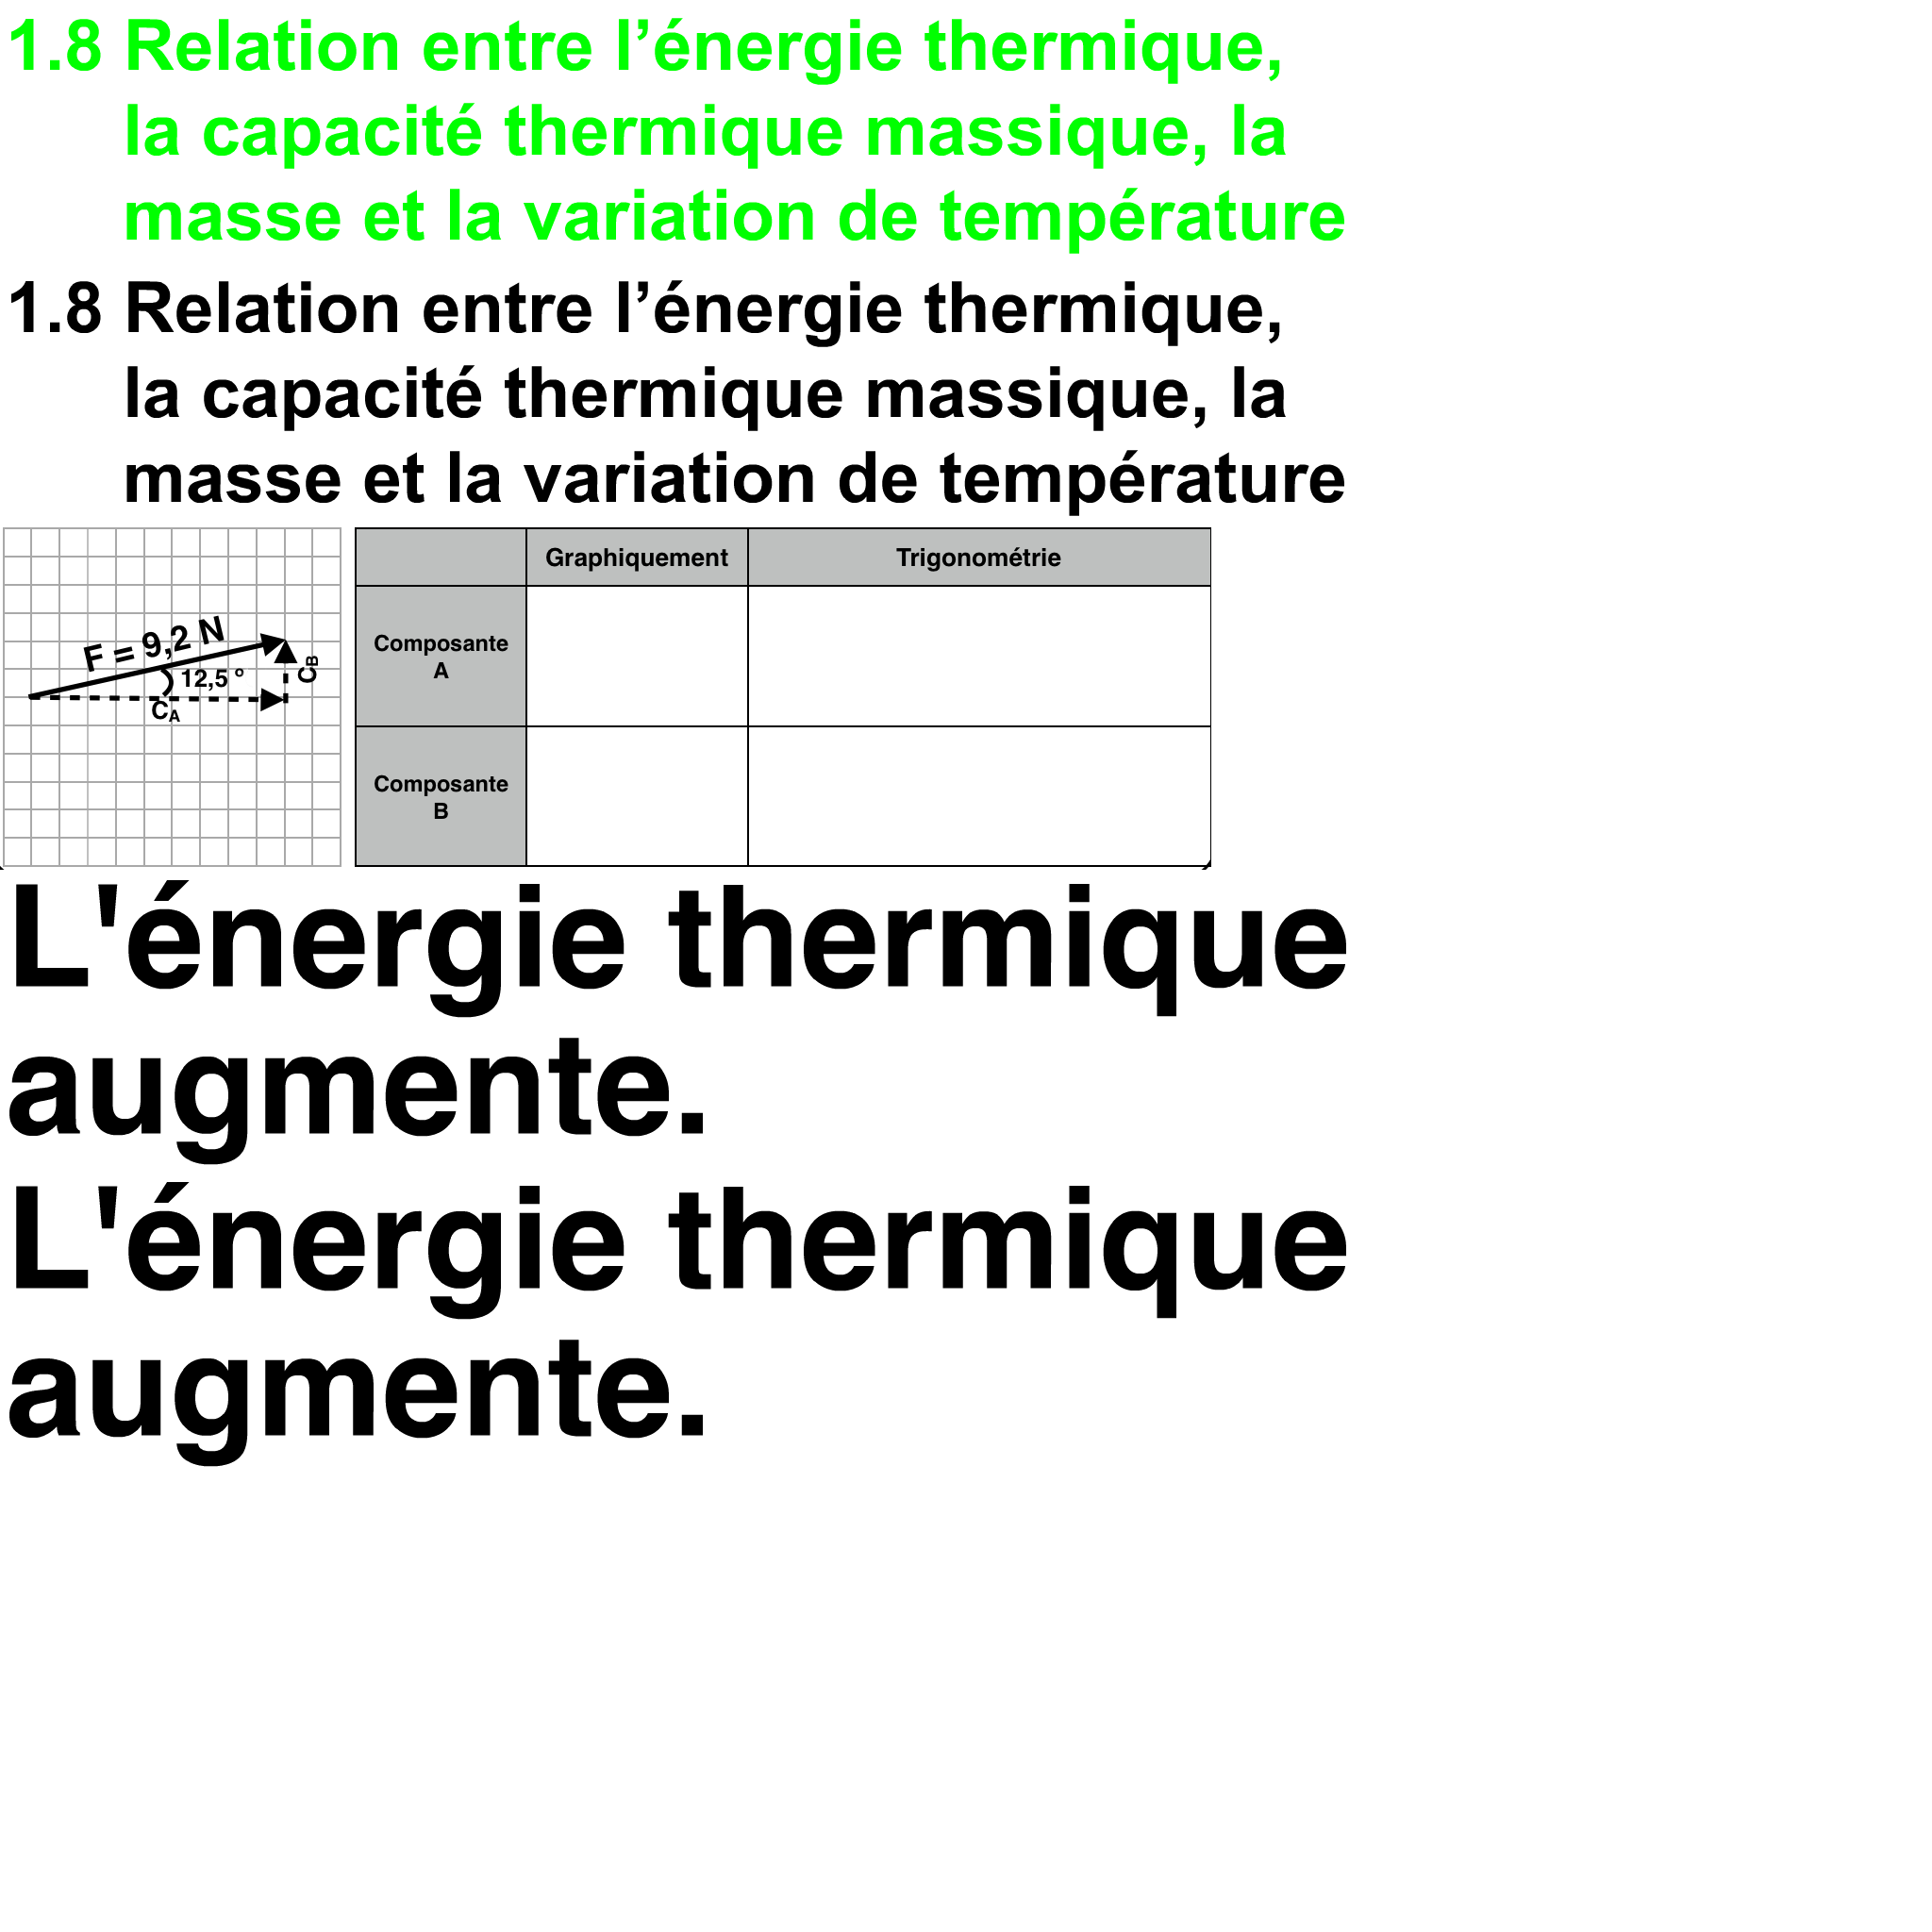 1.8 Relation entre l’énergie thermique,
la capacité thermique massique, la
masse et la variation de température
1.8 Relation entre l’énergie thermique,
la capacité thermique massique, la
masse et la variation de température
F = 9,2 N
12,5 °
CA
CB
Graphiquement Trigonométrie
Composante
A
Composante
B
L'énergie thermique
augmente.
L'énergie thermique
augmente.